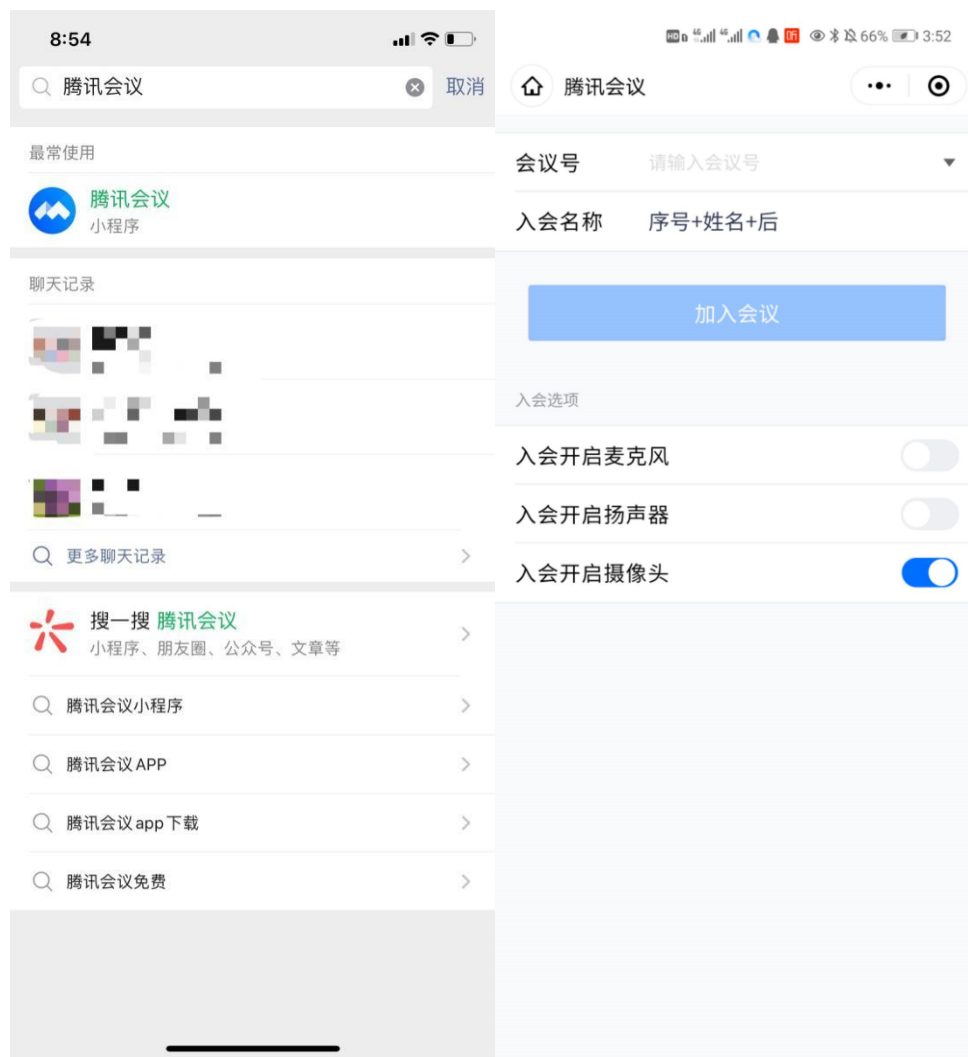 8:54
腾讯会议
取消
最常使用
腾讯会议
小程序
聊天记录
更多聊天记录
搜一搜 腾讯会议
小程序、朋友圈、公众号、文章等
腾讯会议小程序
腾讯会议 APP
腾讯会议 app 下载
腾讯会议免费
66% 3:52
腾讯会议
会议号 请输入会议号
入会名称 序号+姓名+后
加入会议
入会选项
入会开启麦克风
入会开启扬声器
入会开启摄像头